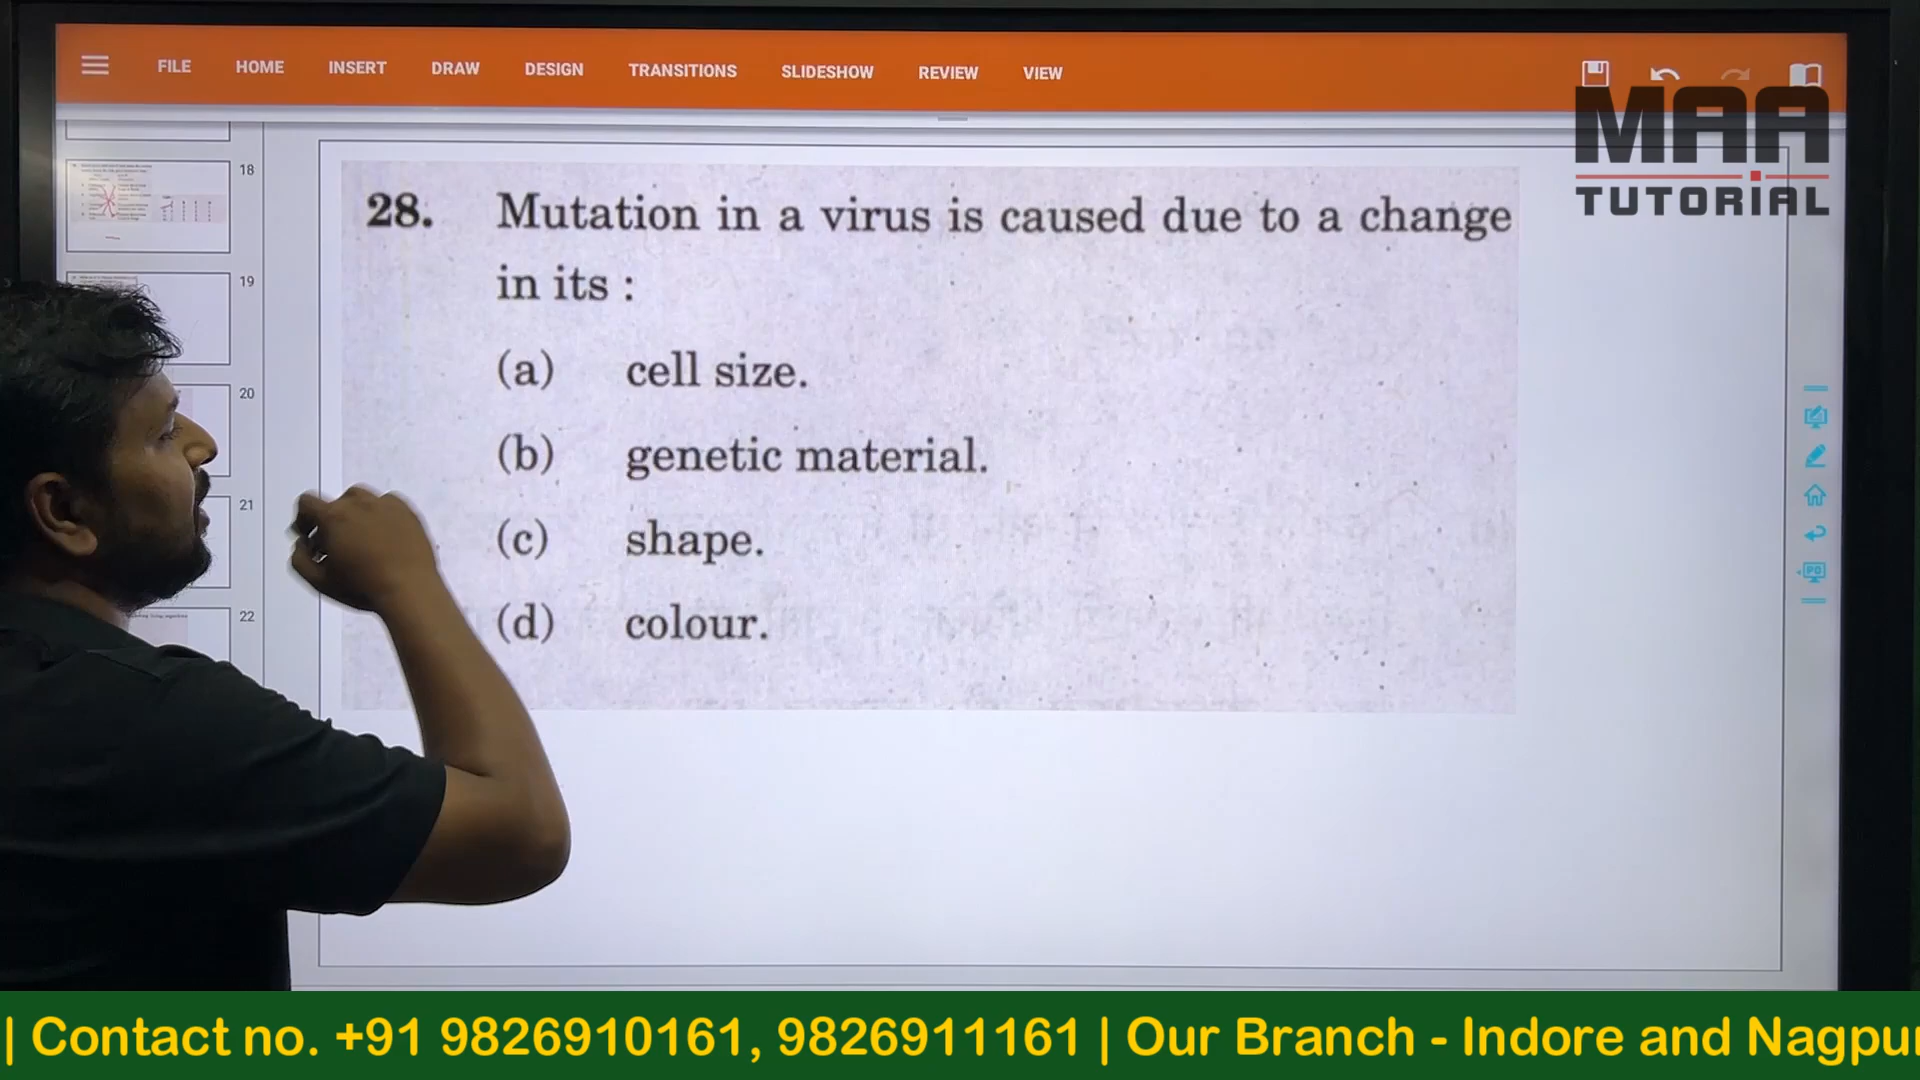 FILE HOME INSERT DRAW DESIGN TRANSITIONS SLIDESHOW REVIEW VIEW
MAA
TUTORIAL
18
19
20
21
22
28. Mutation in a virus is caused due to a change
in its :
(a) cell size.
(b) genetic material.
(c) shape.
(d) colour.
PD
| Contact no. +91 9826910161, 9826911161 | Our Branch - Indore and Nagpur